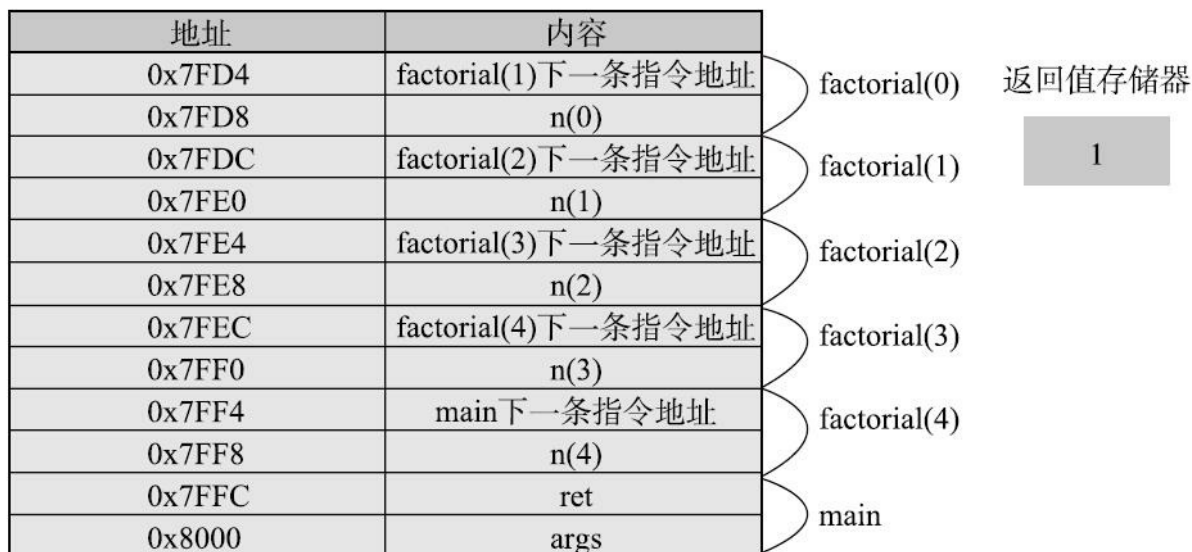 地址 内容
0x7FD4 factorial(1)下一条指令地址
factorial(0) 返回值存储器
0x7FD8 n(0)
0x7FDC factorial(2)下一条指令地址
factorial(1) 1
0x7FE0 n(1)
0x7FE4 factorial(3)下一条指令地址
factorial(2)
0x7FE8 n(2)
0x7FEC factorial(4)下一条指令地址
factorial(3)
0x7FF0 n(3)
0x7FF4 main下一条指令地址
factorial(4)
0x7FF8 n(4)
0x7FFC ret
main
0x8000 args